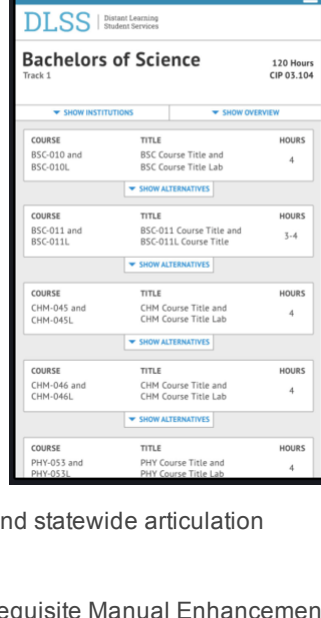 DLSS Distant Learning
Student Services
Bachelors of Science
Track 1
120 Hours
CIP 03.104
SHOW INSTITUTIONS SHOW OVERVIEW
COURSE TITLE HOURS
BSC-010 and BSC Course Title and 4
BSC-010L BSC Course Title Lab
SHOW ALTERNATIVES
COURSE TITLE HOURS
BSC-011 and BSC-011 Course Title and 3-4
BSC-011L BSC-011L Course Title
SHOW ALTERNATIVES
COURSE TITLE HOURS
CHM-045 and CHM Course Title and 4
CHM-045L CHM Course Title Lab
SHOW ALTERNATIVES
COURSE TITLE HOURS
CHM-046 and CHM Course Title and 4
CHM-046L CHM Course Title Lab
SHOW ALTERNATIVES
COURSE TITLE HOURS
PHY-053 and PHY Course Title and 4
PHY-053L PHY Course Title Lab
nd statewide articulation
equisite Manual Enhancemen